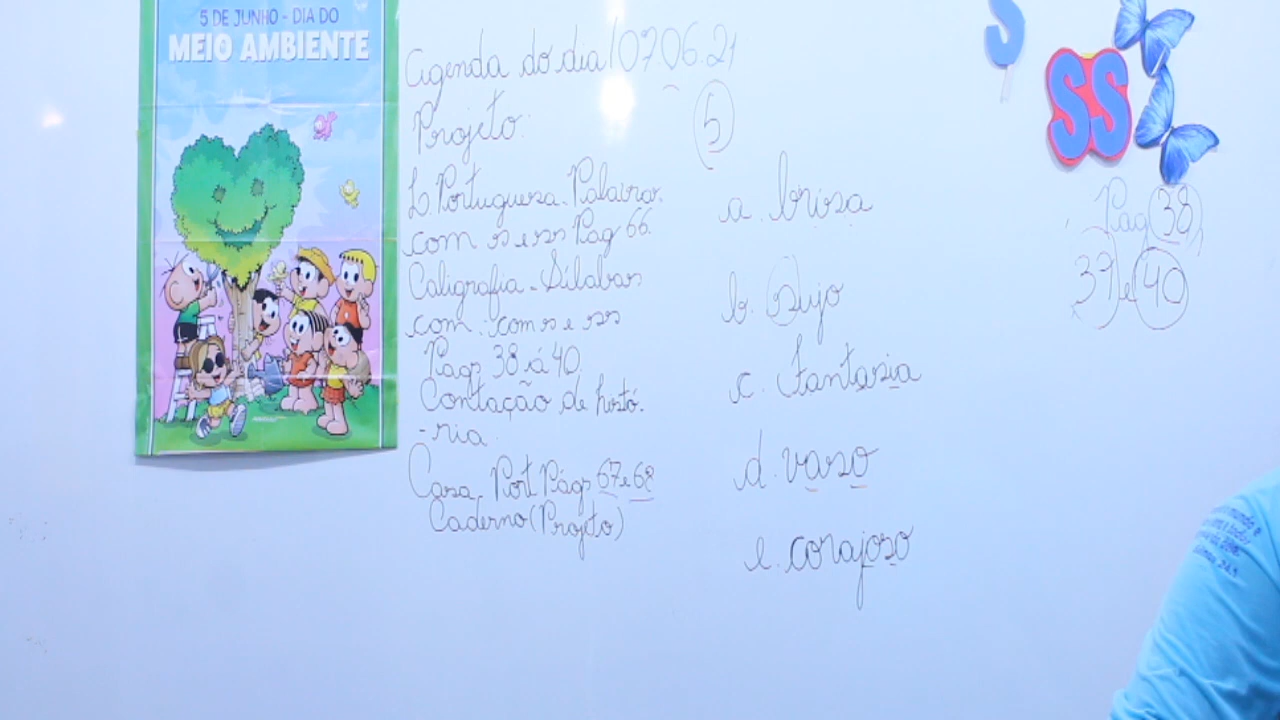 5 DE JUNHO - DIA DO
MEIO AMBIENTE
Agenda do dia 07.06.21
Projeto:
L. Portuguesa. Palavras.
com s e ss Pag 66.
Caligrafia - Sílabas
com. com s e ss
Pags 38 á 40.
Contação de histó.
-ria.
Casa. Port Págs 67 e 68
Caderno (Projeto)
5
a. brisa
b. Sujo
c. Fantasia
d. vaso
e. corajoso
S
SS
Pag 38,
39 e 40